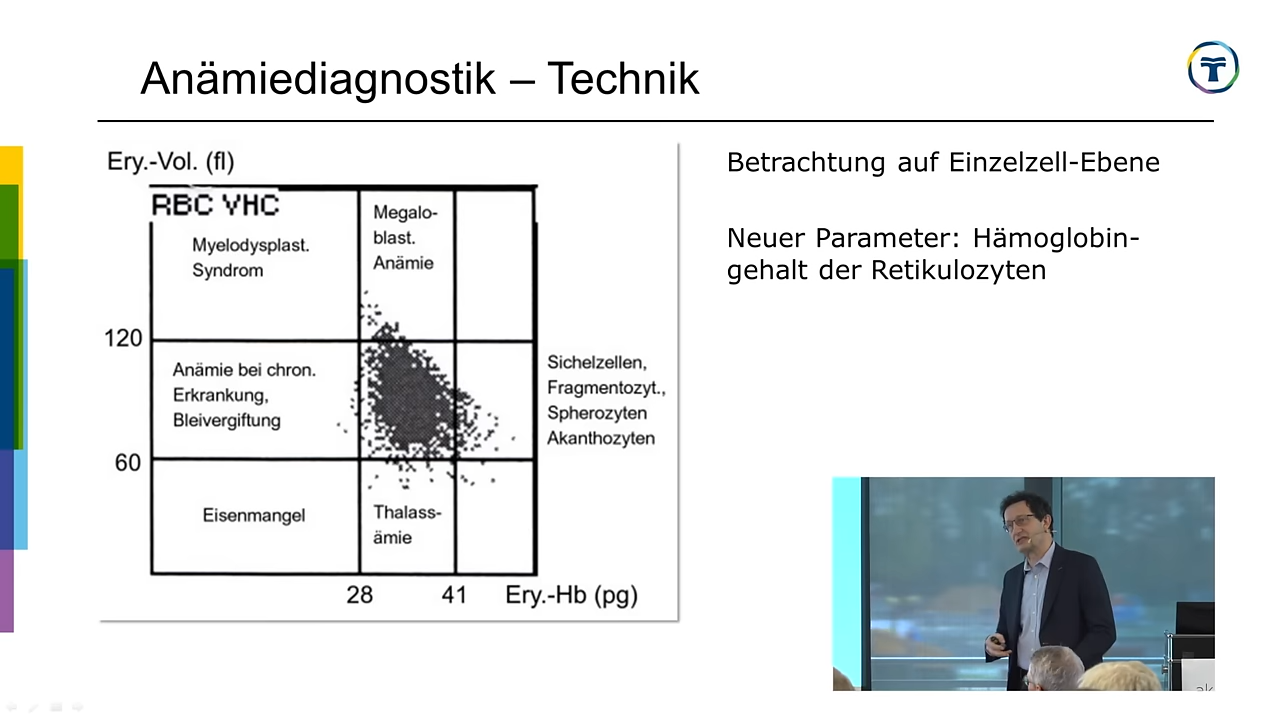 Anämiediagnostik – Technik
Ery.-Vol. (fl)
RBC VHC
Myelodysplast.
Syndrom
Megalo-
blast.
Anämie
120
Anämie bei chron.
Erkrankung,
Bleivergiftung
Sichelzellen,
Fragmentozyt.,
Spherozyten
Akanthozyten
60
Eisenmangel
Thalass-
ämie
28
41
Ery.-Hb (pg)
Betrachtung auf Einzelzell-Ebene
Neuer Parameter: Hämoglobin-
gehalt der Retikulozyten
ak